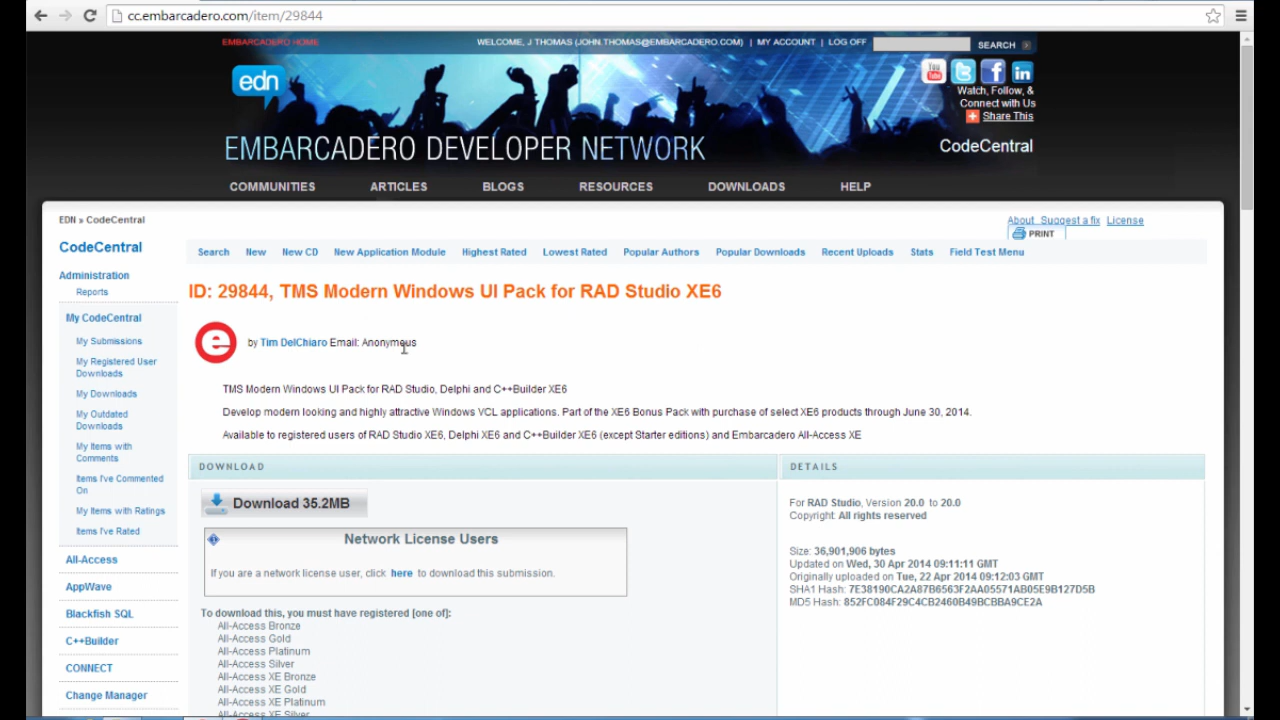 cc.embarcadero.com/item/29844
EMBARCADERO HOME
WELCOME, J THOMAS (JOHN.THOMAS@EMBARCADERO.COM) | MY ACCOUNT | LOG OFF
SEARCH
edn
You Tube
Watch, Follow, &
Connect with Us
Share This
EMBARCADERO DEVELOPER NETWORK
CodeCentral
COMMUNITIES ARTICLES BLOGS RESOURCES DOWNLOADS HELP
EDN » CodeCentral
About Suggest a fix License
PRINT
CodeCentral
Search New New CD New Application Module Highest Rated Lowest Rated Popular Authors Popular Downloads Recent Uploads Stats Field Test Menu
Administration
Reports
My CodeCentral
My Submissions
My Registered User
Downloads
My Downloads
My Outdated
Downloads
My Items with
Comments
Items I've Commented
On
My Items with Ratings
Items I've Rated
All-Access
AppWave
Blackfish SQL
C++Builder
CONNECT
Change Manager
ID: 29844, TMS Modern Windows UI Pack for RAD Studio XE6
by Tim DelChiaro Email: Anonymous
TMS Modern Windows UI Pack for RAD Studio, Delphi and C++Builder XE6
Develop modern looking and highly attractive Windows VCL applications. Part of the XE6 Bonus Pack with purchase of select XE6 products through June 30, 2014.
Available to registered users of RAD Studio XE6, Delphi XE6 and C++Builder XE6 (except Starter editions) and Embarcadero All-Access XE
DOWNLOAD
Download 35.2MB
Network License Users
If you are a network license user, click here to download this submission.
To download this, you must have registered [one of]:
All-Access Bronze
All-Access Gold
All-Access Platinum
All-Access Silver
All-Access XE Bronze
All-Access XE Gold
All-Access XE Platinum
All-Access XE Silver
DETAILS
For RAD Studio, Version 20.0 to 20.0
Copyright: All rights reserved
Size: 36,901,906 bytes
Updated on Wed, 30 Apr 2014 09:11:11 GMT
Originally uploaded on Tue, 22 Apr 2014 09:12:03 GMT
SHA1 Hash: 7E38190CA2A87B6563F2AA05571AB05E9B127D5B
MD5 Hash: 852FC084F29C4CB2460B49BCBBA9CE2A